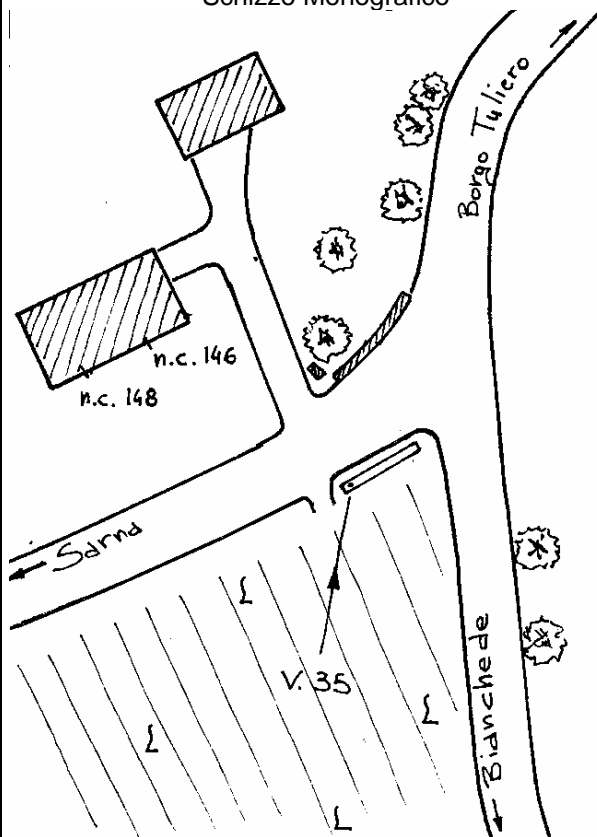 Schizzo Monografico
Borgo Tuliero
n.c. 146
n.c. 148
Sarna
V. 35
Bianchede
L
L
L
L